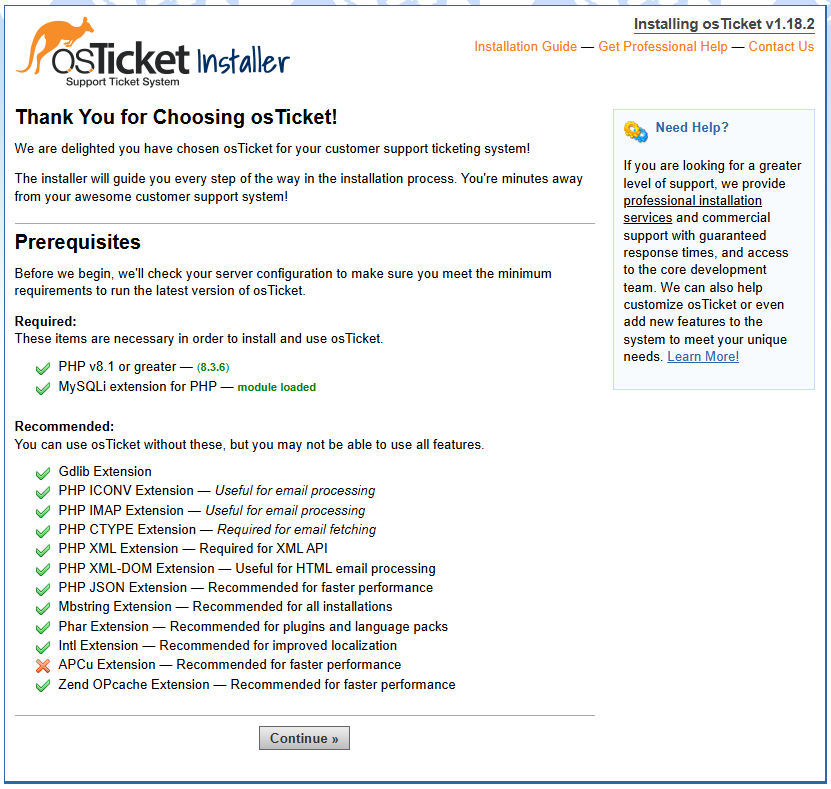 osTicket Installer
Support Ticket System
Installing osTicket v1.18.2
Installation Guide — Get Professional Help — Contact Us
Thank You for Choosing osTicket!
We are delighted you have chosen osTicket for your customer support ticketing system!
The installer will guide you every step of the way in the installation process. You're minutes away
from your awesome customer support system!
Prerequisites
Before we begin, we'll check your server configuration to make sure you meet the minimum
requirements to run the latest version of osTicket.
Required:
These items are necessary in order to install and use osTicket.
PHP v8.1 or greater — (8.3.6)
MySQLi extension for PHP — module loaded
Recommended:
You can use osTicket without these, but you may not be able to use all features.
Gdlib Extension
PHP ICONV Extension — Useful for email processing
PHP IMAP Extension — Useful for email processing
PHP CTYPE Extension — Required for email fetching
PHP XML Extension — Required for XML API
PHP XML-DOM Extension — Useful for HTML email processing
PHP JSON Extension — Recommended for faster performance
Mbstring Extension — Recommended for all installations
Phar Extension — Recommended for plugins and language packs
Intl Extension — Recommended for improved localization
APCu Extension — Recommended for faster performance
Zend OPcache Extension — Recommended for faster performance
Continue »
Need Help?
If you are looking for a greater
level of support, we provide
professional installation
services and commercial
support with guaranteed
response times, and access
to the core development
team. We can also help
customize osTicket or even
add new features to the
system to meet your unique
needs. Learn More!